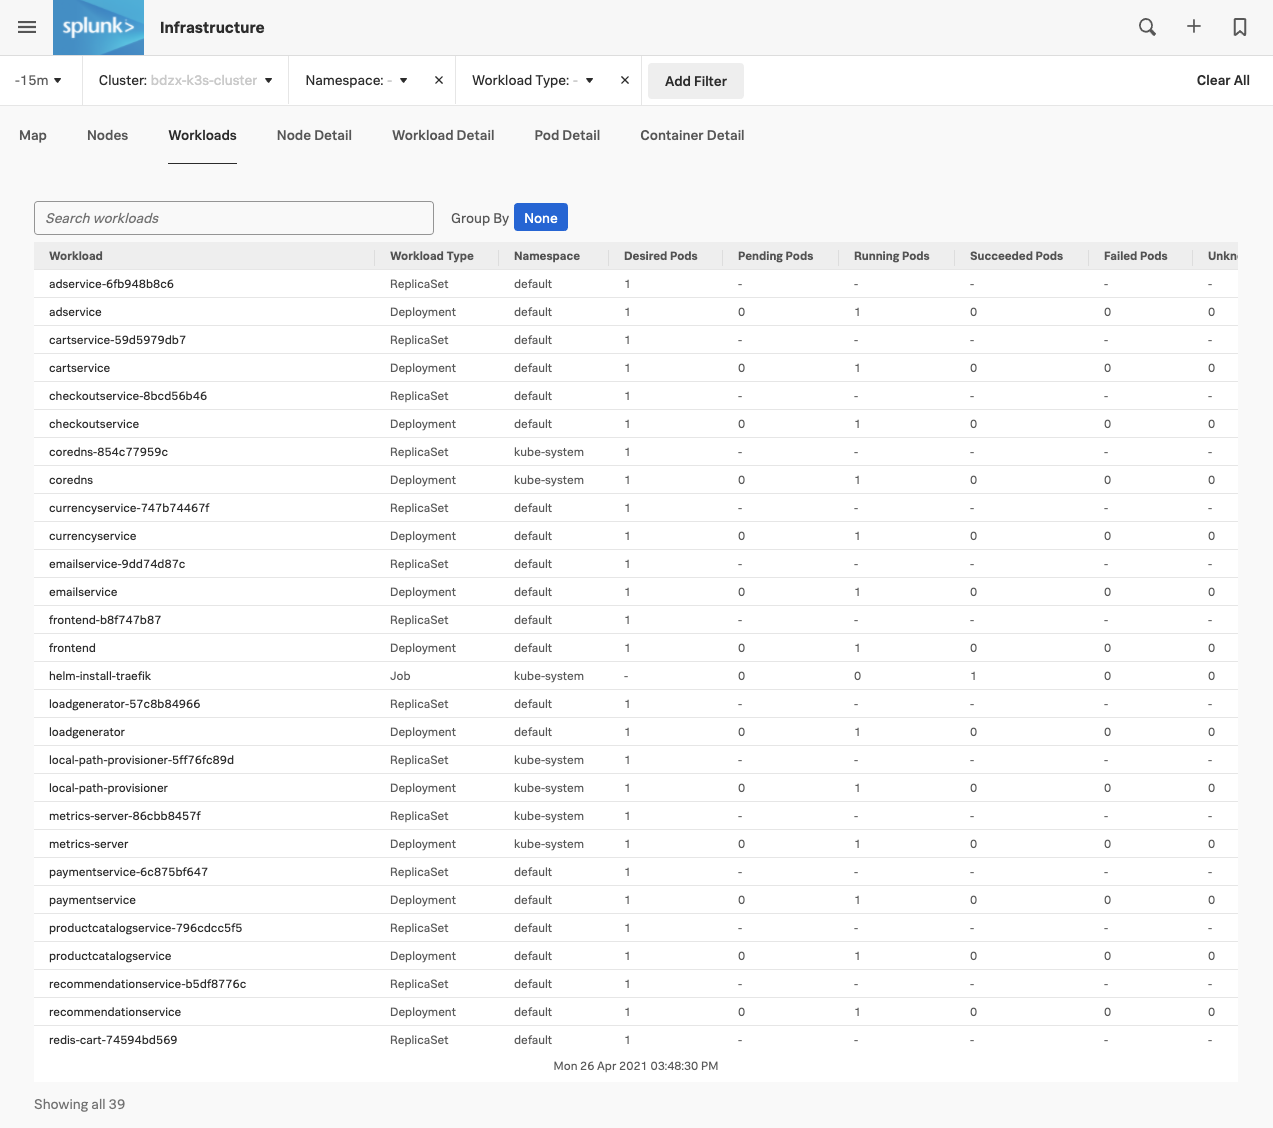 splunk> Infrastructure
-15m Cluster: bdzx-k3s-cluster Namespace: - Workload Type: - Add Filter Clear All
Map Nodes Workloads Node Detail Workload Detail Pod Detail Container Detail
Search workloads Group By None
Workload Workload Type Namespace Desired Pods Pending Pods Running Pods Succeeded Pods Failed Pods Unkn
adservice-6fb948b8c6 ReplicaSet default 1 - - - - -
adservice Deployment default 1 0 1 0 0 0
cartservice-59d5979db7 ReplicaSet default 1 - - - - -
cartservice Deployment default 1 0 1 0 0 0
checkoutservice-8bcd56b46 ReplicaSet default 1 - - - - -
checkoutservice Deployment default 1 0 1 0 0 0
coredns-854c77959c ReplicaSet kube-system 1 - - - - -
coredns Deployment kube-system 1 0 1 0 0 0
currencyservice-747b74467f ReplicaSet default 1 - - - - -
currencyservice Deployment default 1 0 1 0 0 0
emailservice-9dd74d87c ReplicaSet default 1 - - - - -
emailservice Deployment default 1 0 1 0 0 0
frontend-b8f747b87 ReplicaSet default 1 - - - - -
frontend Deployment default 1 0 1 0 0 0
helm-install-traefik Job kube-system - 0 0 1 0 0
loadgenerator-57c8b84966 ReplicaSet default 1 - - - - -
loadgenerator Deployment default 1 0 1 0 0 0
local-path-provisioner-5ff76fc89d ReplicaSet kube-system 1 - - - - -
local-path-provisioner Deployment kube-system 1 0 1 0 0 0
metrics-server-86cbb8457f ReplicaSet kube-system 1 - - - - -
metrics-server Deployment kube-system 1 0 1 0 0 0
paymentservice-6c875bf647 ReplicaSet default 1 - - - - -
paymentservice Deployment default 1 0 1 0 0 0
productcatalogservice-796cdcc5f5 ReplicaSet default 1 - - - - -
productcatalogservice Deployment default 1 0 1 0 0 0
recommendationservice-b5df8776c ReplicaSet default 1 - - - - -
recommendationservice Deployment default 1 0 1 0 0 0
redis-cart-74594bd569 ReplicaSet default 1 - - - - -
Mon 26 Apr 2021 03:48:30 PM
Showing all 39